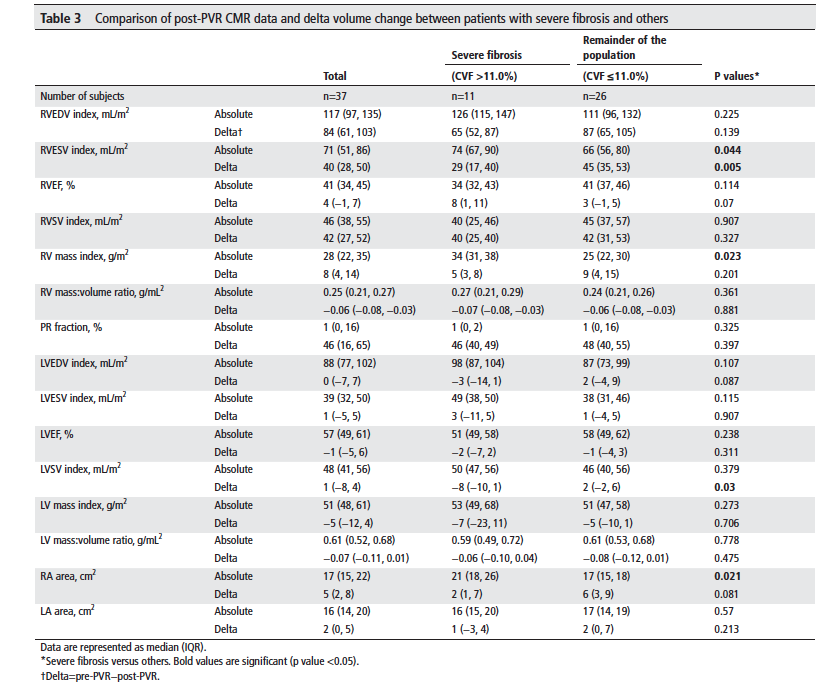 Table 3 Comparison of post-PVR CMR data and delta volume change between patients with severe fibrosis and others
Remainder of the
Severe fibrosis population
Total (CVF >11.0%) (CVF ≤11.0%) P values*
Number of subjects n=37 n=11 n=26
RVEDV index, mL/m² Absolute 117 (97, 135) 126 (115, 147) 111 (96, 132) 0.225
Delta† 84 (61, 103) 65 (52, 87) 87 (65, 105) 0.139
RVESV index, mL/m² Absolute 71 (51, 86) 74 (67, 90) 66 (56, 80) 0.044
Delta 40 (28, 50) 29 (17, 40) 45 (35, 53) 0.005
RVEF, % Absolute 41 (34, 45) 34 (32, 43) 41 (37, 46) 0.114
Delta 4 (−1, 7) 8 (1, 11) 3 (−1, 5) 0.07
RVSV index, mL/m² Absolute 46 (38, 55) 40 (25, 46) 45 (37, 57) 0.907
Delta 42 (27, 52) 40 (25, 40) 42 (31, 53) 0.327
RV mass index, g/m² Absolute 28 (22, 35) 34 (31, 38) 25 (22, 30) 0.023
Delta 8 (4, 14) 5 (3, 8) 9 (4, 15) 0.201
RV mass:volume ratio, g/mL² Absolute 0.25 (0.21, 0.27) 0.27 (0.21, 0.29) 0.24 (0.21, 0.26) 0.361
Delta −0.06 (−0.08, −0.03) −0.07 (−0.08, −0.03) −0.06 (−0.08, −0.03) 0.881
PR fraction, % Absolute 1 (0, 16) 1 (0, 2) 1 (0, 16) 0.325
Delta 46 (16, 65) 46 (40, 49) 48 (40, 55) 0.397
LVEDV index, mL/m² Absolute 88 (77, 102) 98 (87, 104) 87 (73, 99) 0.107
Delta 0 (−7, 7) −3 (−14, 1) 2 (−4, 9) 0.087
LVESV index, mL/m² Absolute 39 (32, 50) 49 (38, 50) 38 (31, 46) 0.115
Delta 1 (−5, 5) 3 (−11, 5) 1 (−4, 5) 0.907
LVEF, % Absolute 57 (49, 61) 51 (49, 58) 58 (49, 62) 0.238
Delta −1 (−5, 6) −2 (−7, 2) −1 (−4, 3) 0.311
LVSV index, mL/m² Absolute 48 (41, 56) 50 (47, 56) 46 (40, 56) 0.379
Delta 1 (−8, 4) −8 (−10, 1) 2 (−2, 6) 0.03
LV mass index, g/m² Absolute 51 (48, 61) 53 (49, 68) 51 (47, 58) 0.273
Delta −5 (−12, 4) −7 (−23, 11) −5 (−10, 1) 0.706
LV mass:volume ratio, g/mL² Absolute 0.61 (0.52, 0.68) 0.59 (0.49, 0.72) 0.61 (0.53, 0.68) 0.778
Delta −0.07 (−0.11, 0.01) −0.06 (−0.10, 0.04) −0.08 (−0.12, 0.01) 0.475
RA area, cm² Absolute 17 (15, 22) 21 (18, 26) 17 (15, 18) 0.021
Delta 5 (2, 8) 2 (1, 7) 6 (3, 9) 0.081
LA area, cm² Absolute 16 (14, 20) 16 (15, 20) 17 (14, 19) 0.57
Delta 2 (0, 5) 1 (−3, 4) 2 (0, 7) 0.213
Data are represented as median (IQR).
*Severe fibrosis versus others. Bold values are significant (p value <0.05).
†Delta=pre-PVR−post-PVR.